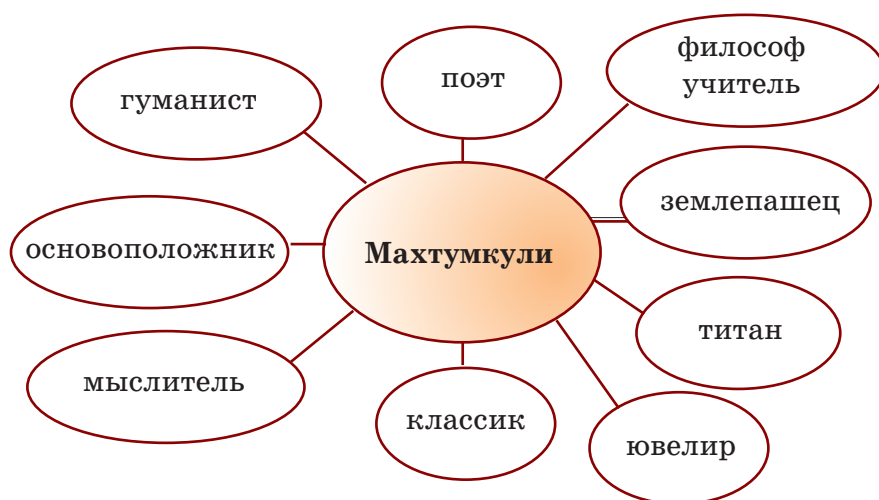 философ
учитель
поэт
гуманист
землепашец
основоположник
Махтумкули
титан
мыслитель
классик
ювелир